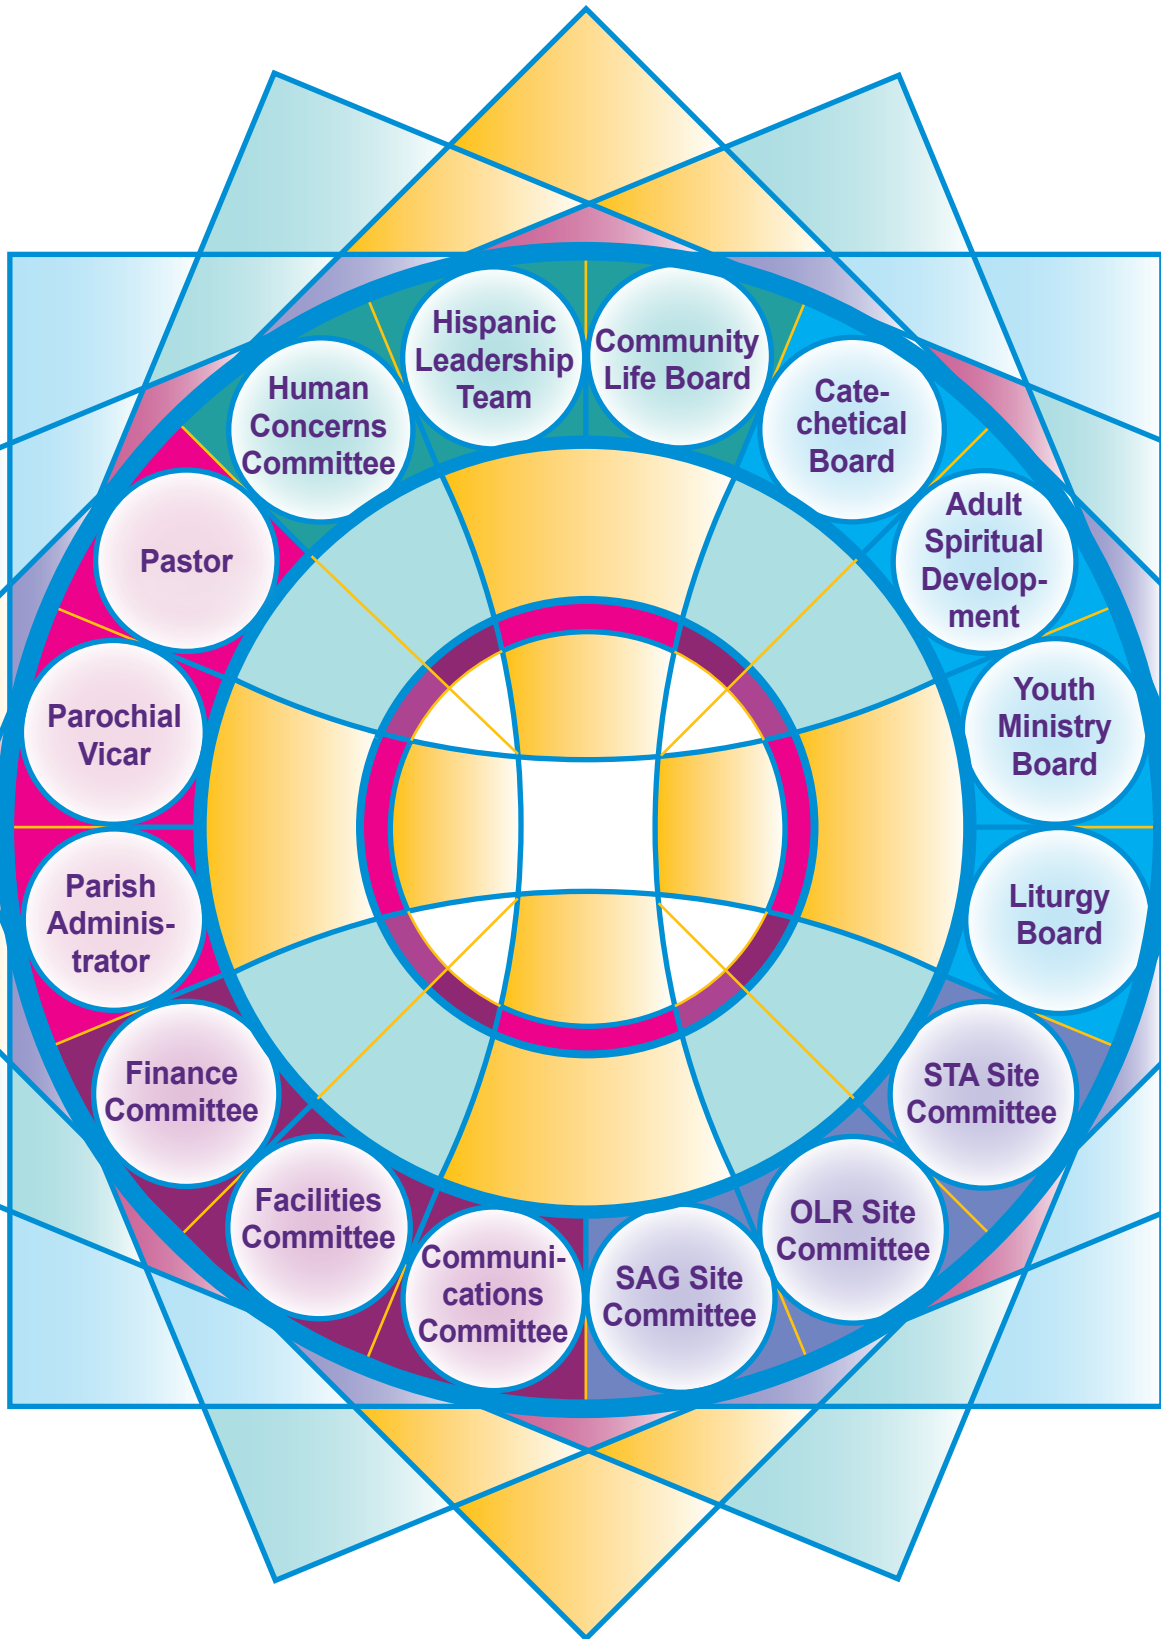 Hispanic
Leadership
Team
Community
Life Board
Cate-
chetical
Board
Adult
Spiritual
Develop-
ment
Youth
Ministry
Board
Liturgy
Board
STA Site
Committee
OLR Site
Committee
SAG Site
Committee
Communi-
cations
Committee
Facilities
Committee
Finance
Committee
Parish
Adminis-
trator
Parochial
Vicar
Pastor
Human
Concerns
Committee